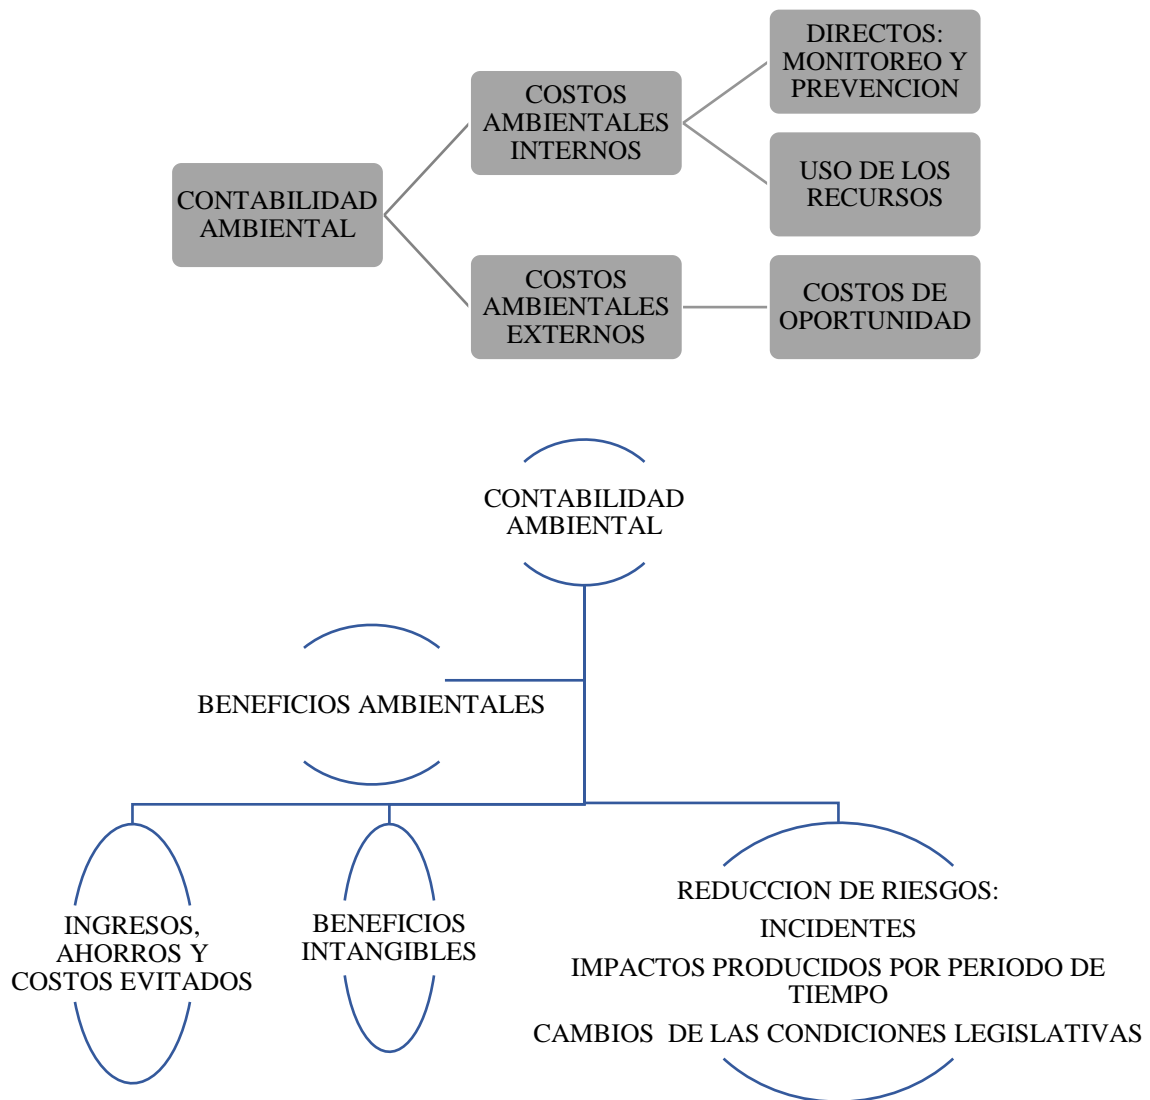 DIRECTOS:
MONITOREO Y
PREVENCION
COSTOS
AMBIENTALES
INTERNOS
USO DE LOS
RECURSOS
CONTABILIDAD
AMBIENTAL
COSTOS
AMBIENTALES
EXTERNOS
COSTOS DE
OPORTUNIDAD
CONTABILIDAD
AMBIENTAL
BENEFICIOS AMBIENTALES
INGRESOS,
AHORROS Y
COSTOS EVITADOS
BENEFICIOS
INTANGIBLES
REDUCCION DE RIESGOS:
INCIDENTES
IMPACTOS PRODUCIDOS POR PERIODO DE
TIEMPO
CAMBIOS DE LAS CONDICIONES LEGISLATIVAS